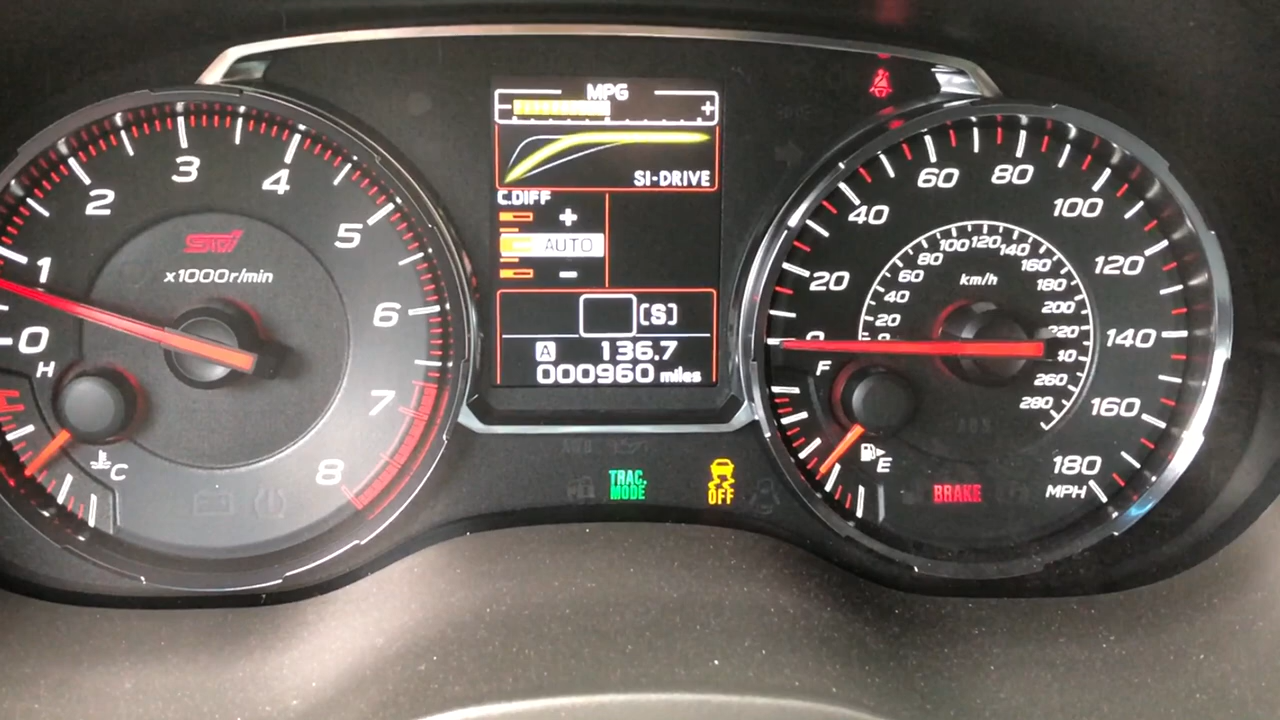 MPG
- +
SI-DRIVE
C.DIFF
+
AUTO
-
[S]
A 136.7
000960 miles
0
1
2
3
4
5
6
7
8
STI
x1000r/min
H
C
0
20
40
60
80
100
120
140
160
180
MPH
km/h
20
40
60
80
100
120
140
160
180
200
220
260
280
F
E
TRAC.
MODE
OFF
BRAKE